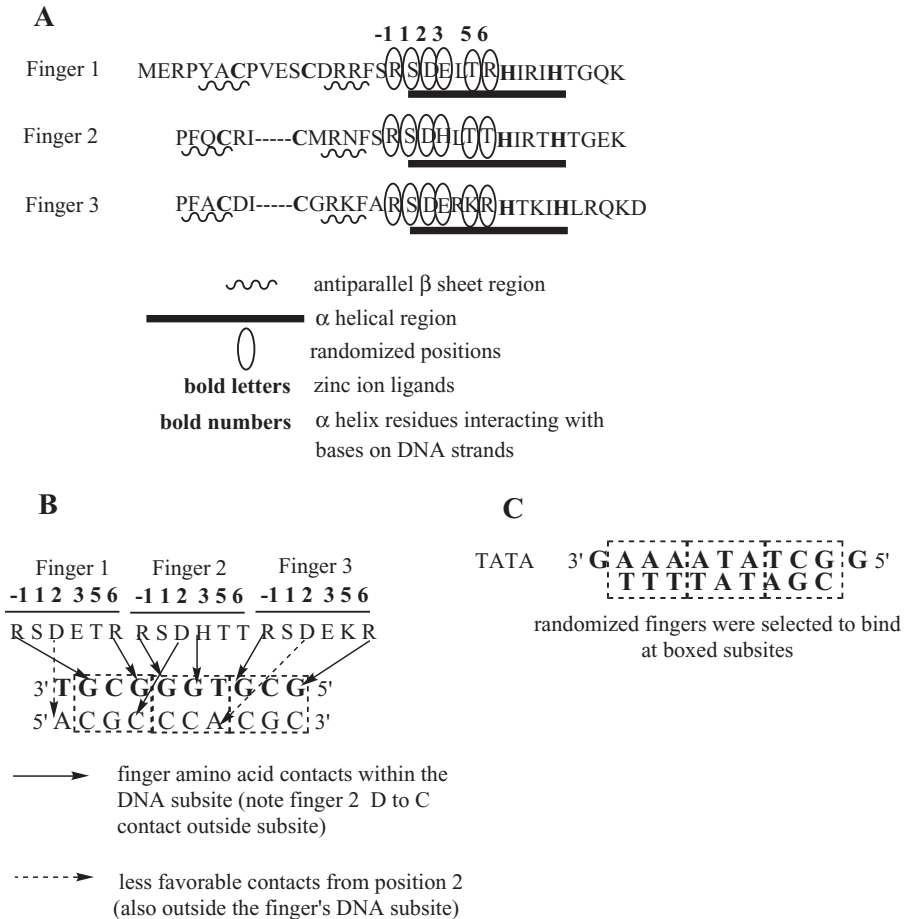 A
-1 1 2 3 5 6
Finger 1 MERPYACPVESCDRRFSRSDELTRHIRIHTGQK
Finger 2 PFQCRI-----CMRNFSRSDHLTTHIRTHTGEK
Finger 3 PFACDI-----CGRKFARSDERKRHTKIHLRQKD
antiparallel β sheet region
α helical region
randomized positions
bold letters zinc ion ligands
bold numbers α helix residues interacting with
bases on DNA strands
B
Finger 1 Finger 2 Finger 3
-1 1 2 3 5 6 -1 1 2 3 5 6 -1 1 2 3 5 6
R S D E T R R S D H T T R S D E K R
3' T G C G G G T G C G 5'
5' A C G C C C A C G C 3'
finger amino acid contacts within the
DNA subsite (note finger 2 D to C
contact outside subsite)
less favorable contacts from position 2
(also outside the finger's DNA subsite)
C
TATA 3' G A A A A T A T C G G 5'
T T T T A T A G C
randomized fingers were selected to bind
at boxed subsites